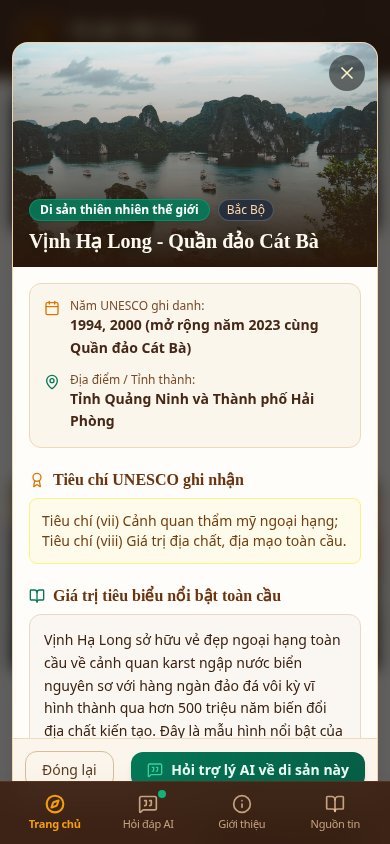 Di sản thiên nhiên thế giới
Bắc Bộ
Vịnh Hạ Long - Quần đảo Cát Bà
Năm UNESCO ghi danh:
1994, 2000 (mở rộng năm 2023 cùng
Quần đảo Cát Bà)
Địa điểm / Tỉnh thành:
Tỉnh Quảng Ninh và Thành phố Hải
Phòng
Tiêu chí UNESCO ghi nhận
Tiêu chí (vii) Cảnh quan thẩm mỹ ngoại hạng;
Tiêu chí (viii) Giá trị địa chất, địa mạo toàn cầu.
Giá trị tiêu biểu nổi bật toàn cầu
Vịnh Hạ Long sở hữu vẻ đẹp ngoại hạng toàn
cầu về cảnh quan karst ngập nước biển
nguyên sơ với hàng ngàn đảo đá vôi kỳ vĩ
hình thành qua hơn 500 triệu năm biến đổi
địa chất kiến tạo. Đây là mẫu hình nổi bật của
Đóng lại
Hỏi trợ lý AI về di sản này
Trang chủ
Hỏi đáp AI
Giới thiệu
Nguồn tin